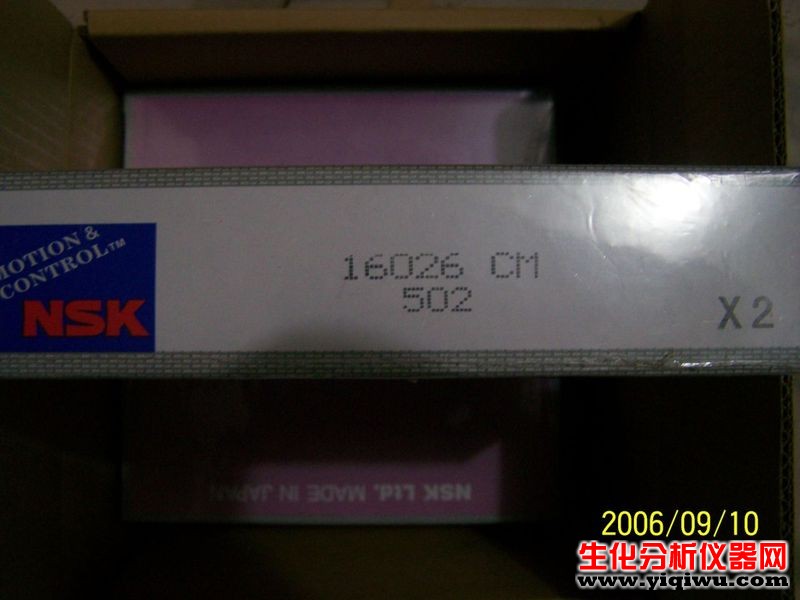 MOTION & CONTROL™
NSK
16026 CM
502
X2
NSK Ltd. MADE IN JAPAN
2006/09/10
生化分析仪器网
www.yiqiwu.com